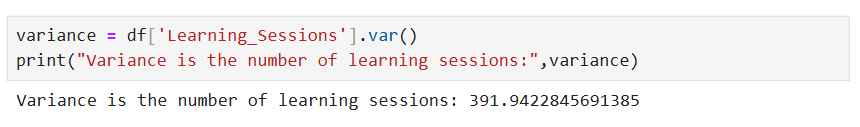 variance = df['Learning_Sessions'].var()
print("Variance is the number of learning sessions:",variance)
Variance is the number of learning sessions: 391.9422845691385